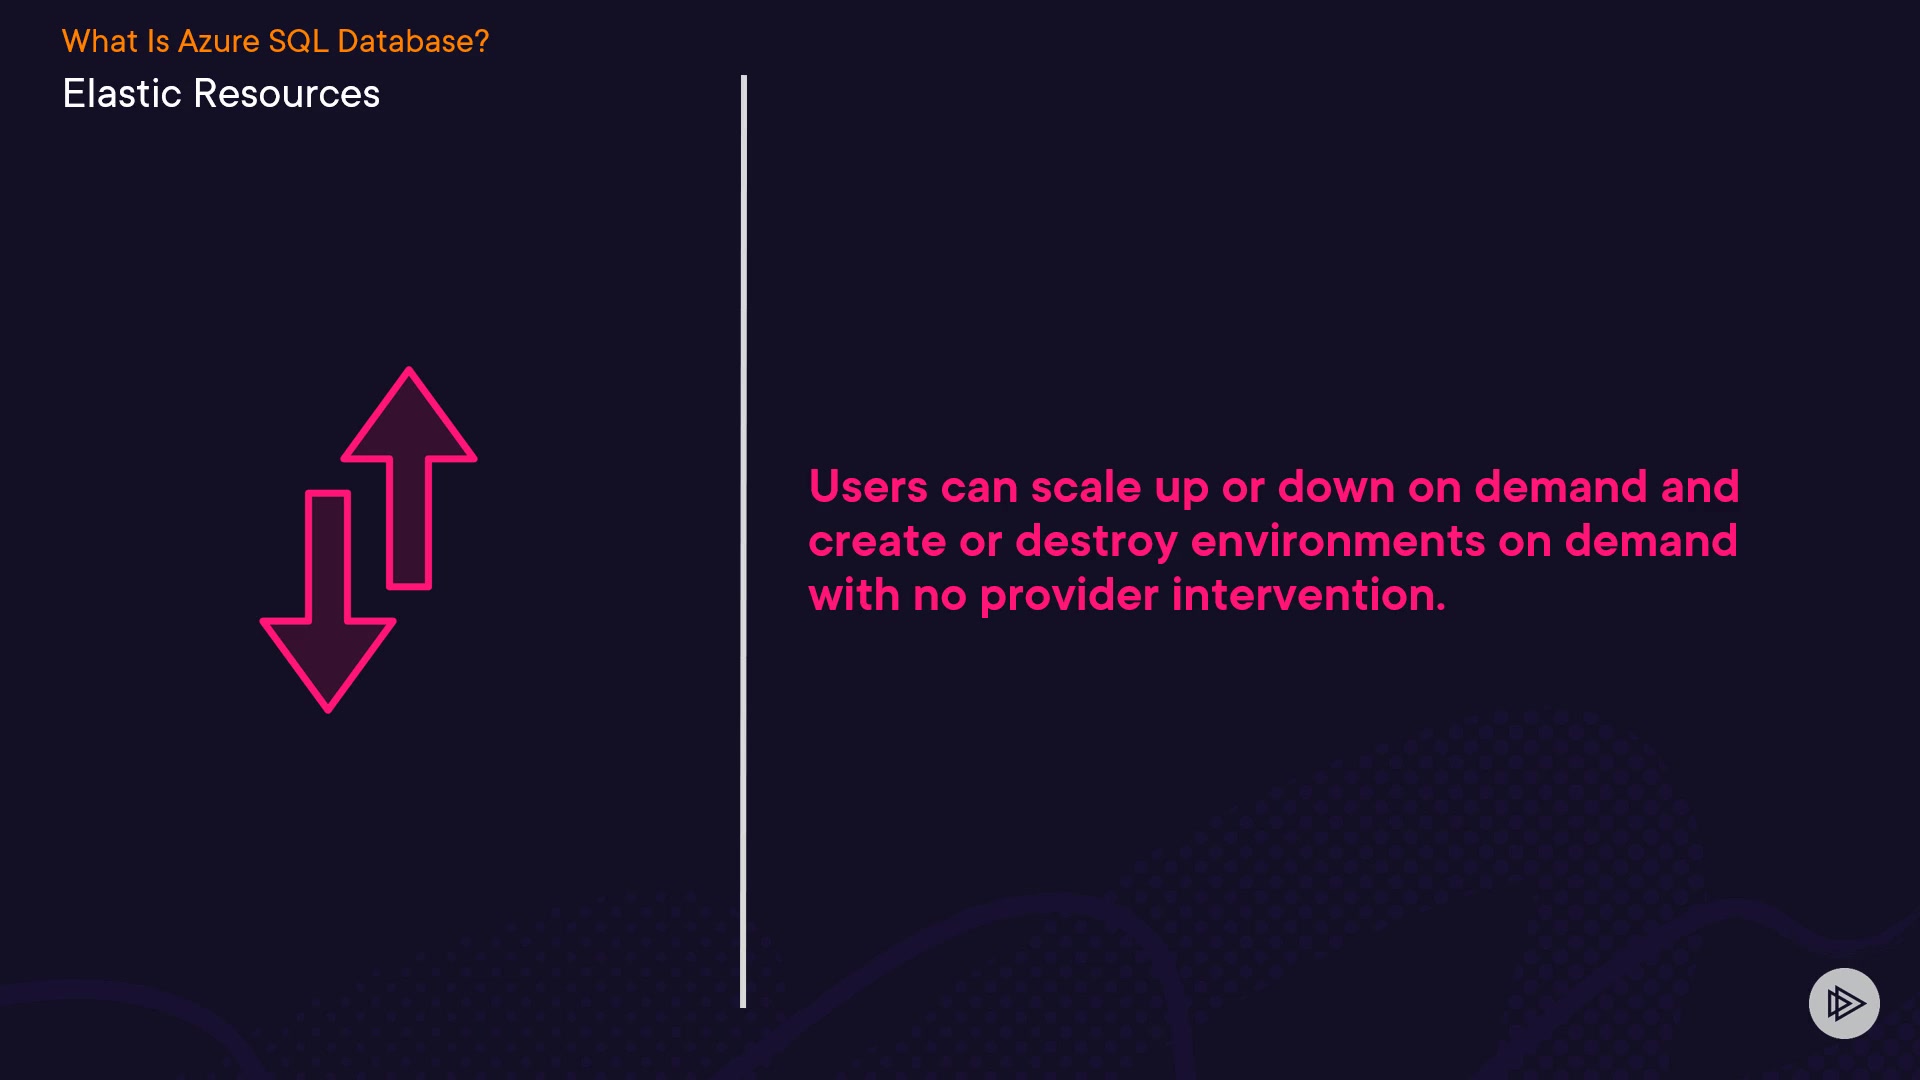 What Is Azure SQL Database?
Elastic Resources
Users can scale up or down on demand and
create or destroy environments on demand
with no provider intervention.